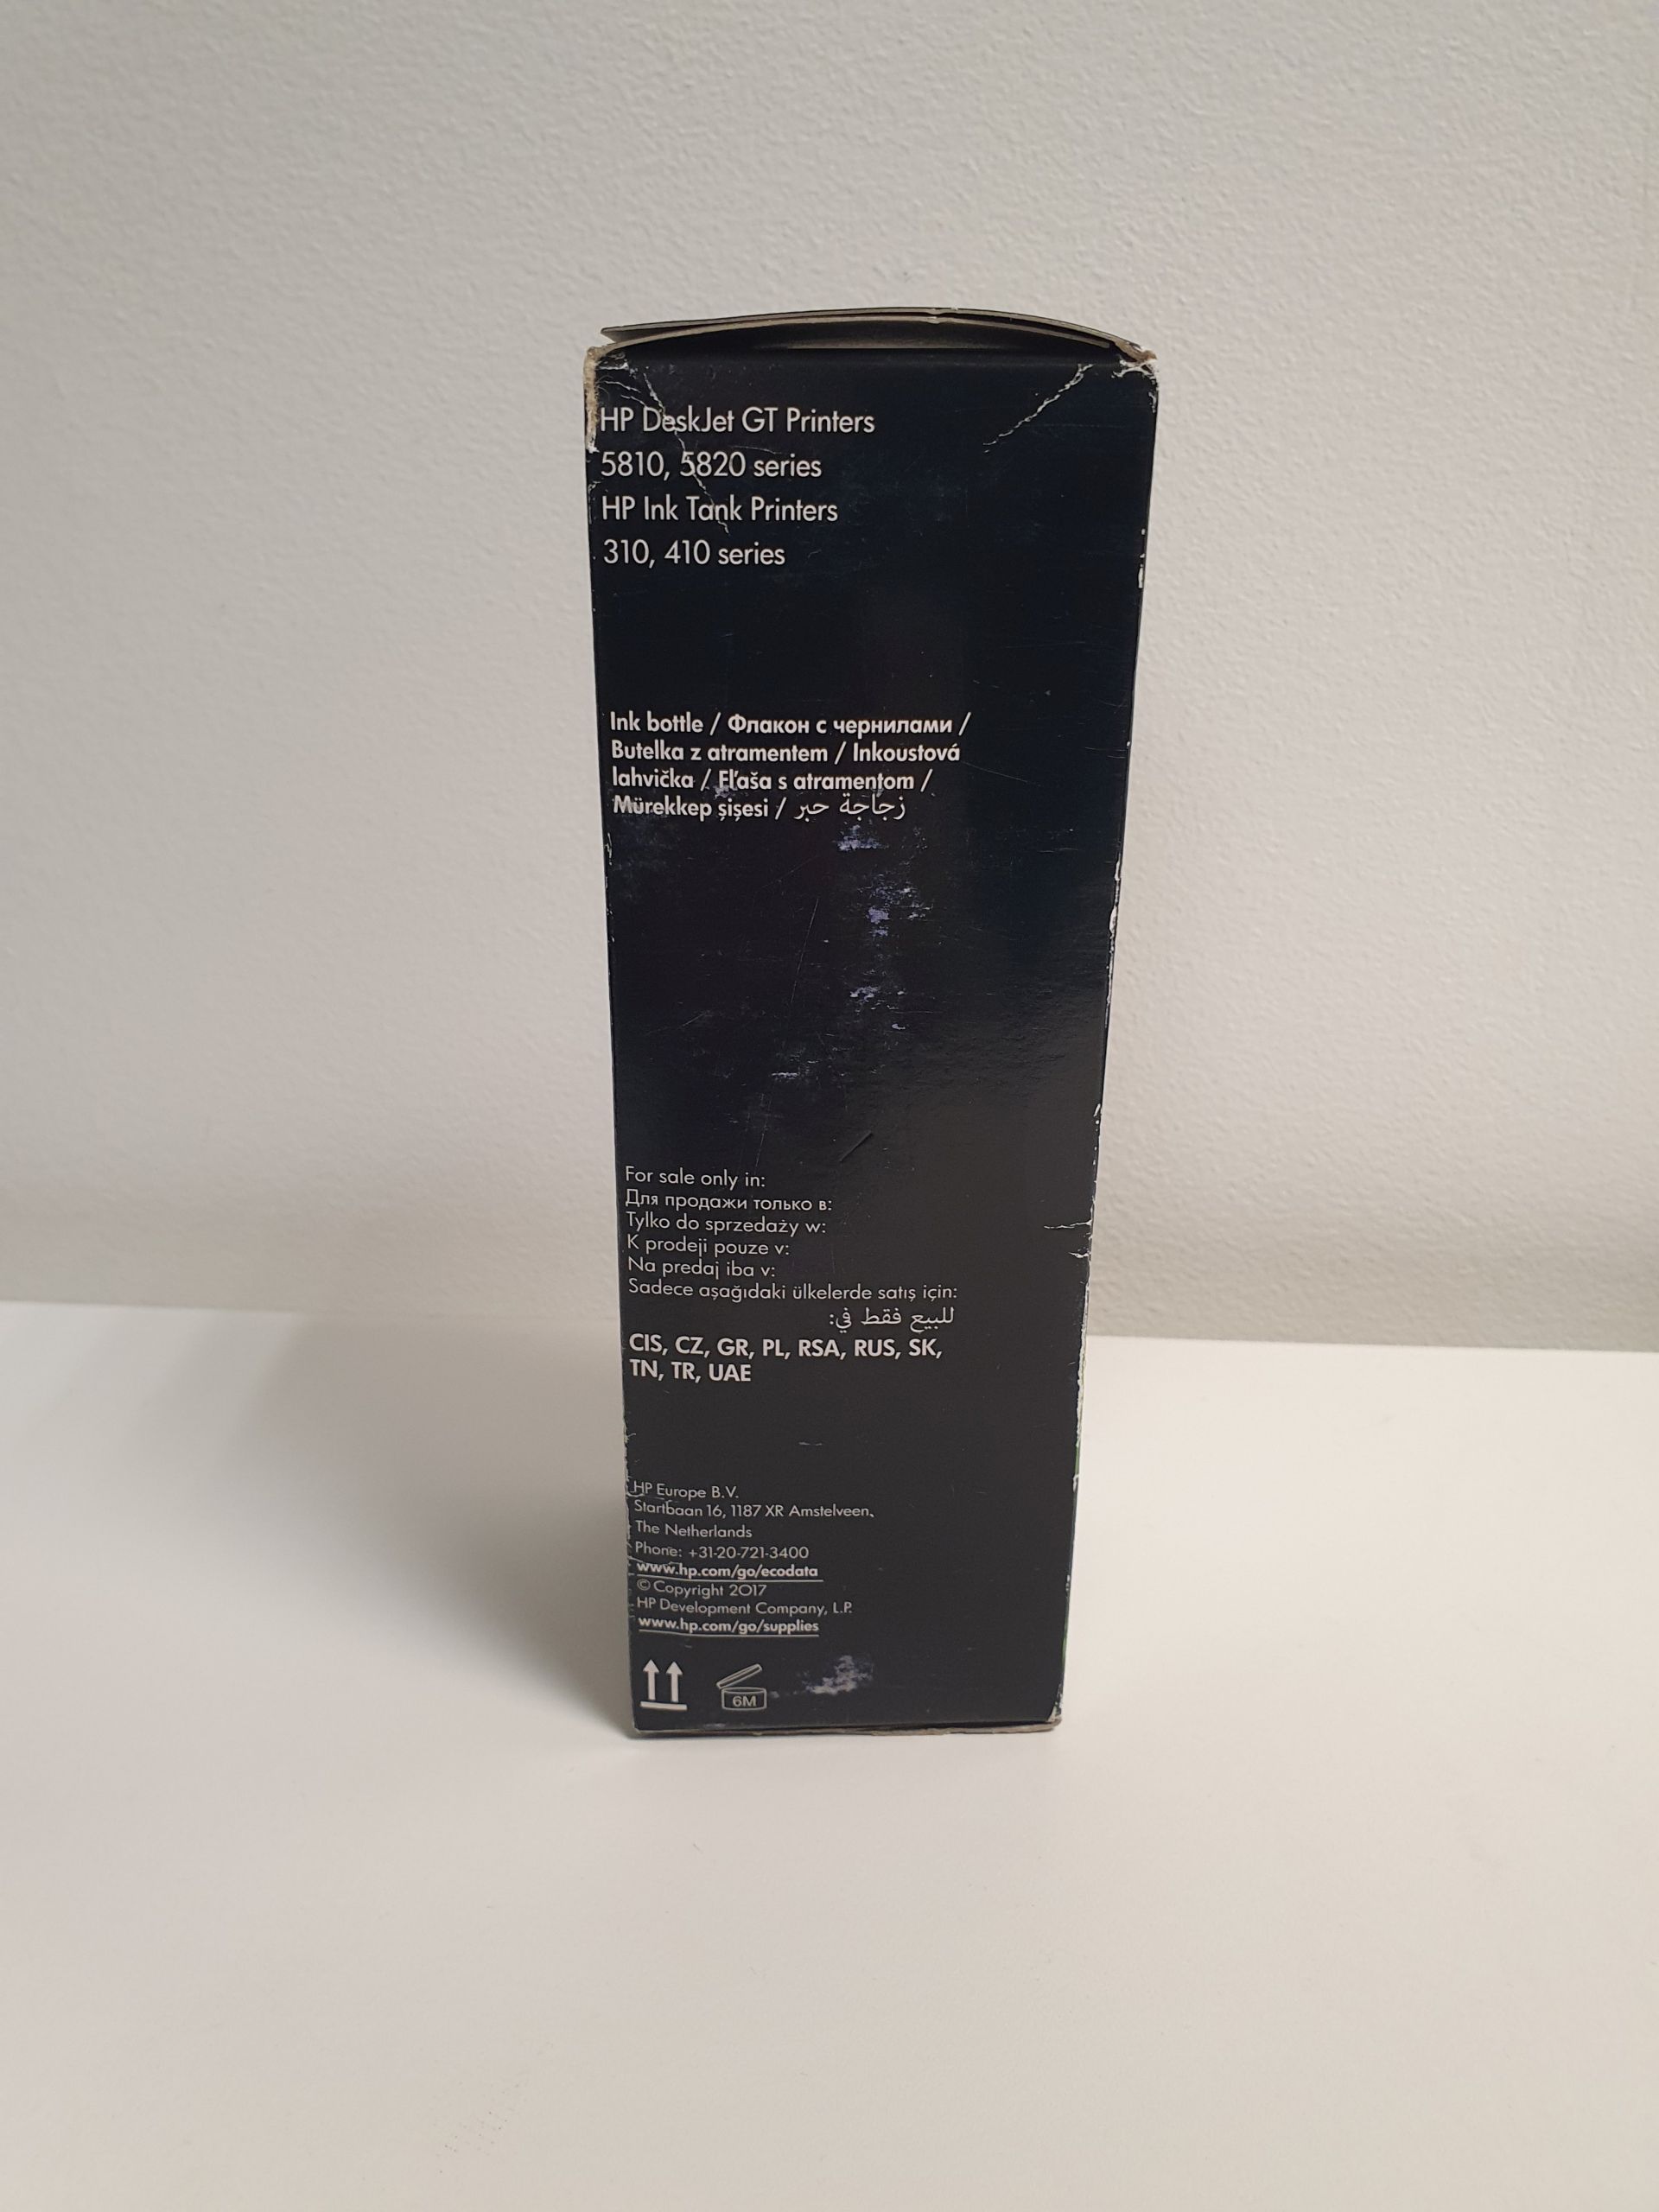 HP DeskJet GT Printers
5810, 5820 series
HP Ink Tank Printers
310, 410 series
Ink bottle / Флакон с чернилами /
Butelka z atramentem / Inkoustová
lahvička / Fľaša s atramentom /
Mürekkep şişesi / زجاجة حبر
For sale only in:
Для продажи только в:
Tylko do sprzedaży w:
K prodeji pouze v:
Na predaj iba v:
Sadece aşağıdaki ülkelerde satış için:
للبيع فقط في:
CIS, CZ, GR, PL, RSA, RUS, SK,
TN, TR, UAE
HP Europe B.V.
Startbaan 16, 1187 XR Amstelveen,
The Netherlands
Phone: +31-20-721-3400
www.hp.com/go/ecodata
© Copyright 2017
HP Development Company, L.P.
www.hp.com/go/supplies
6M